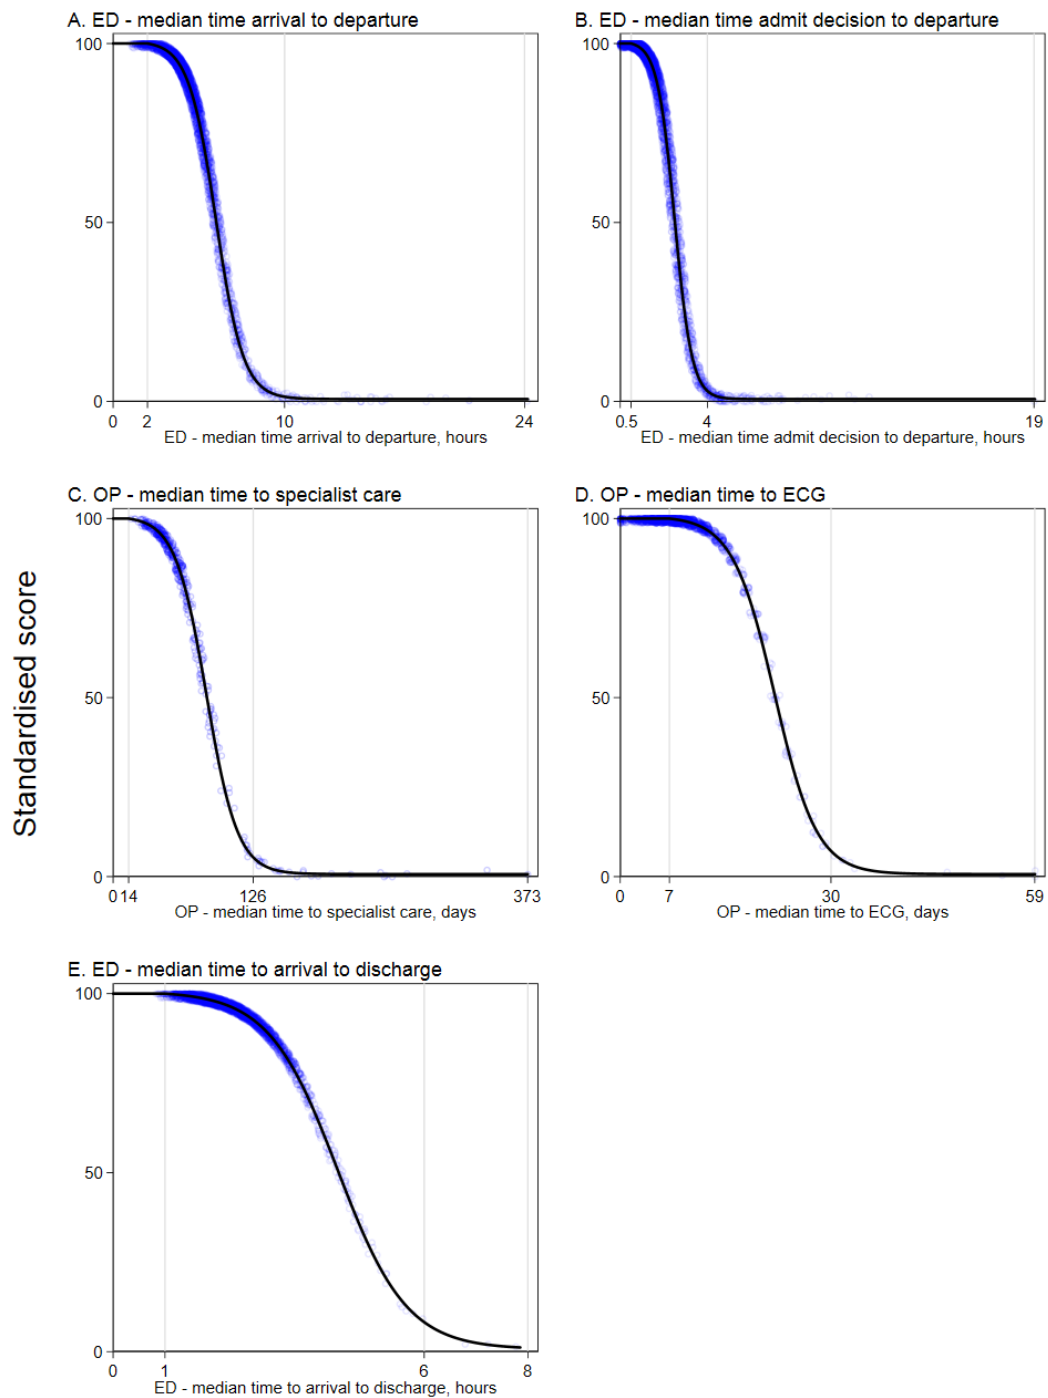 A. ED - median time arrival to departure
100
50
0
0 2 10 24
ED - median time arrival to departure, hours
B. ED - median time admit decision to departure
100
50
0
0.5 4 19
ED - median time admit decision to departure, hours
Standardised score
C. OP - median time to specialist care
100
50
0
0 14 126 373
OP - median time to specialist care, days
D. OP - median time to ECG
100
50
0
0 7 30 59
OP - median time to ECG, days
E. ED - median time to arrival to discharge
100
50
0
0 1 6 8
ED - median time to arrival to discharge, hours